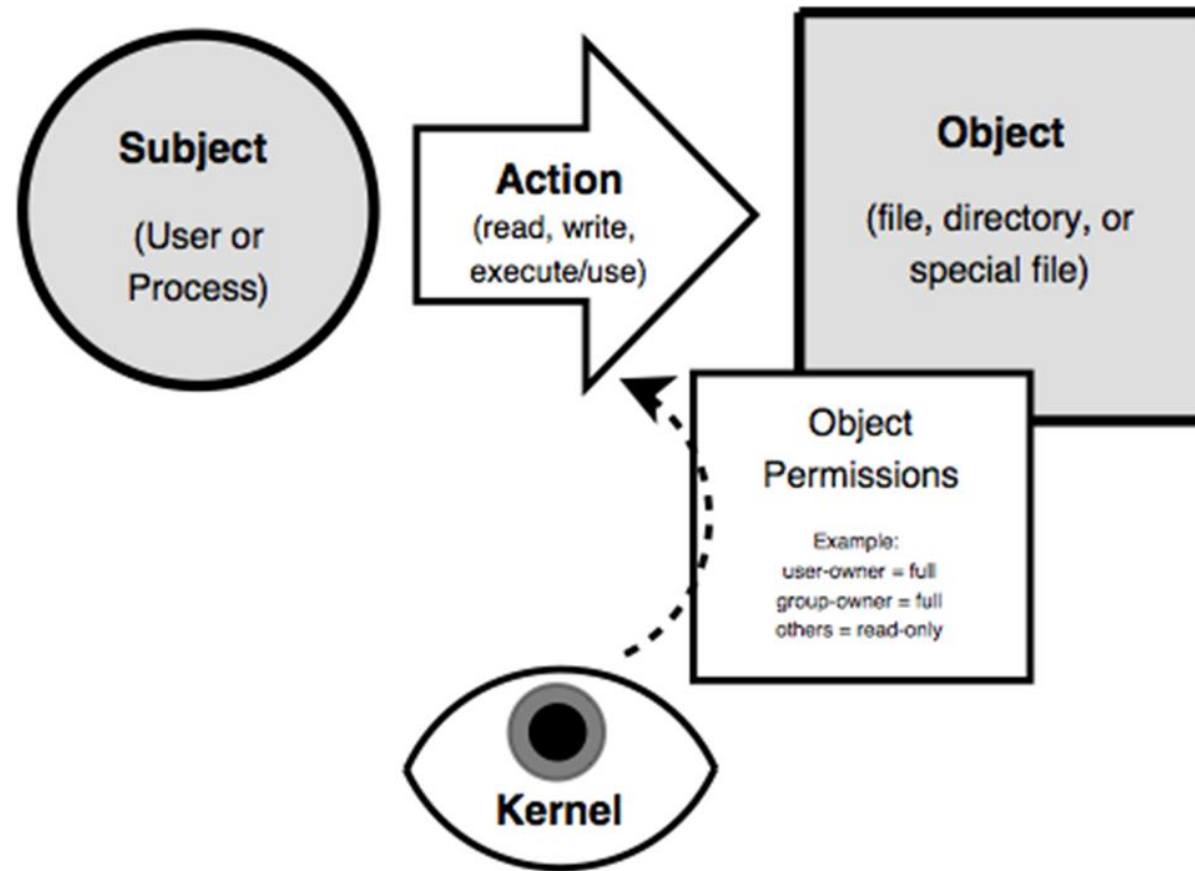 Subject
(User or
Process)
Action
(read, write,
execute/use)
Object
(file, directory, or
special file)
Object
Permissions
Example:
user-owner = full
group-owner = full
others = read-only
Kernel